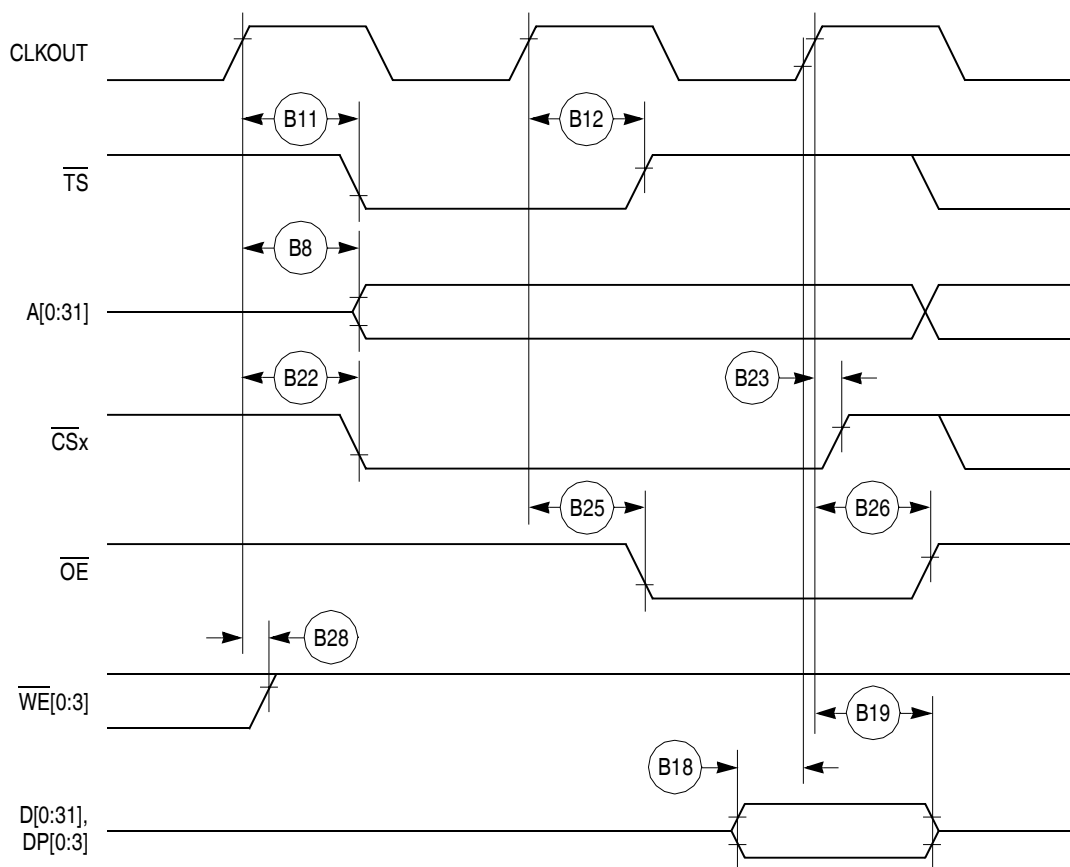 CLKOUT
B11
B12
TS
B8
A[0:31]
B22
B23
CSx
B25
B26
OE
B28
WE[0:3]
B19
B18
D[0:31],
DP[0:3]